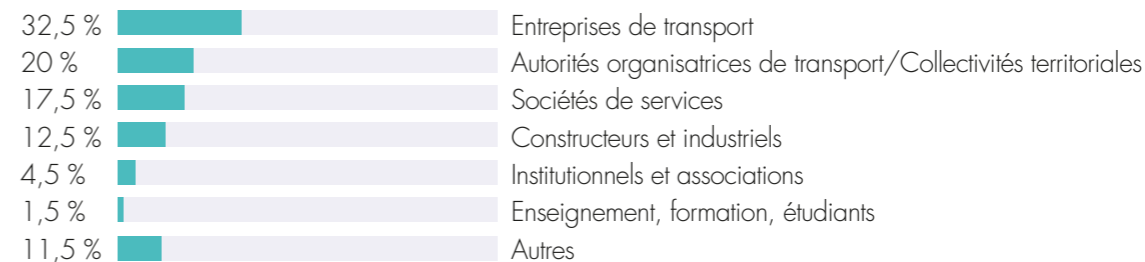 32,5 % Entreprises de transport
20 % Autorités organisatrices de transport/Collectivités territoriales
17,5 % Sociétés de services
12,5 % Constructeurs et industriels
4,5 % Institutionnels et associations
1,5 % Enseignement, formation, étudiants
11,5 % Autres